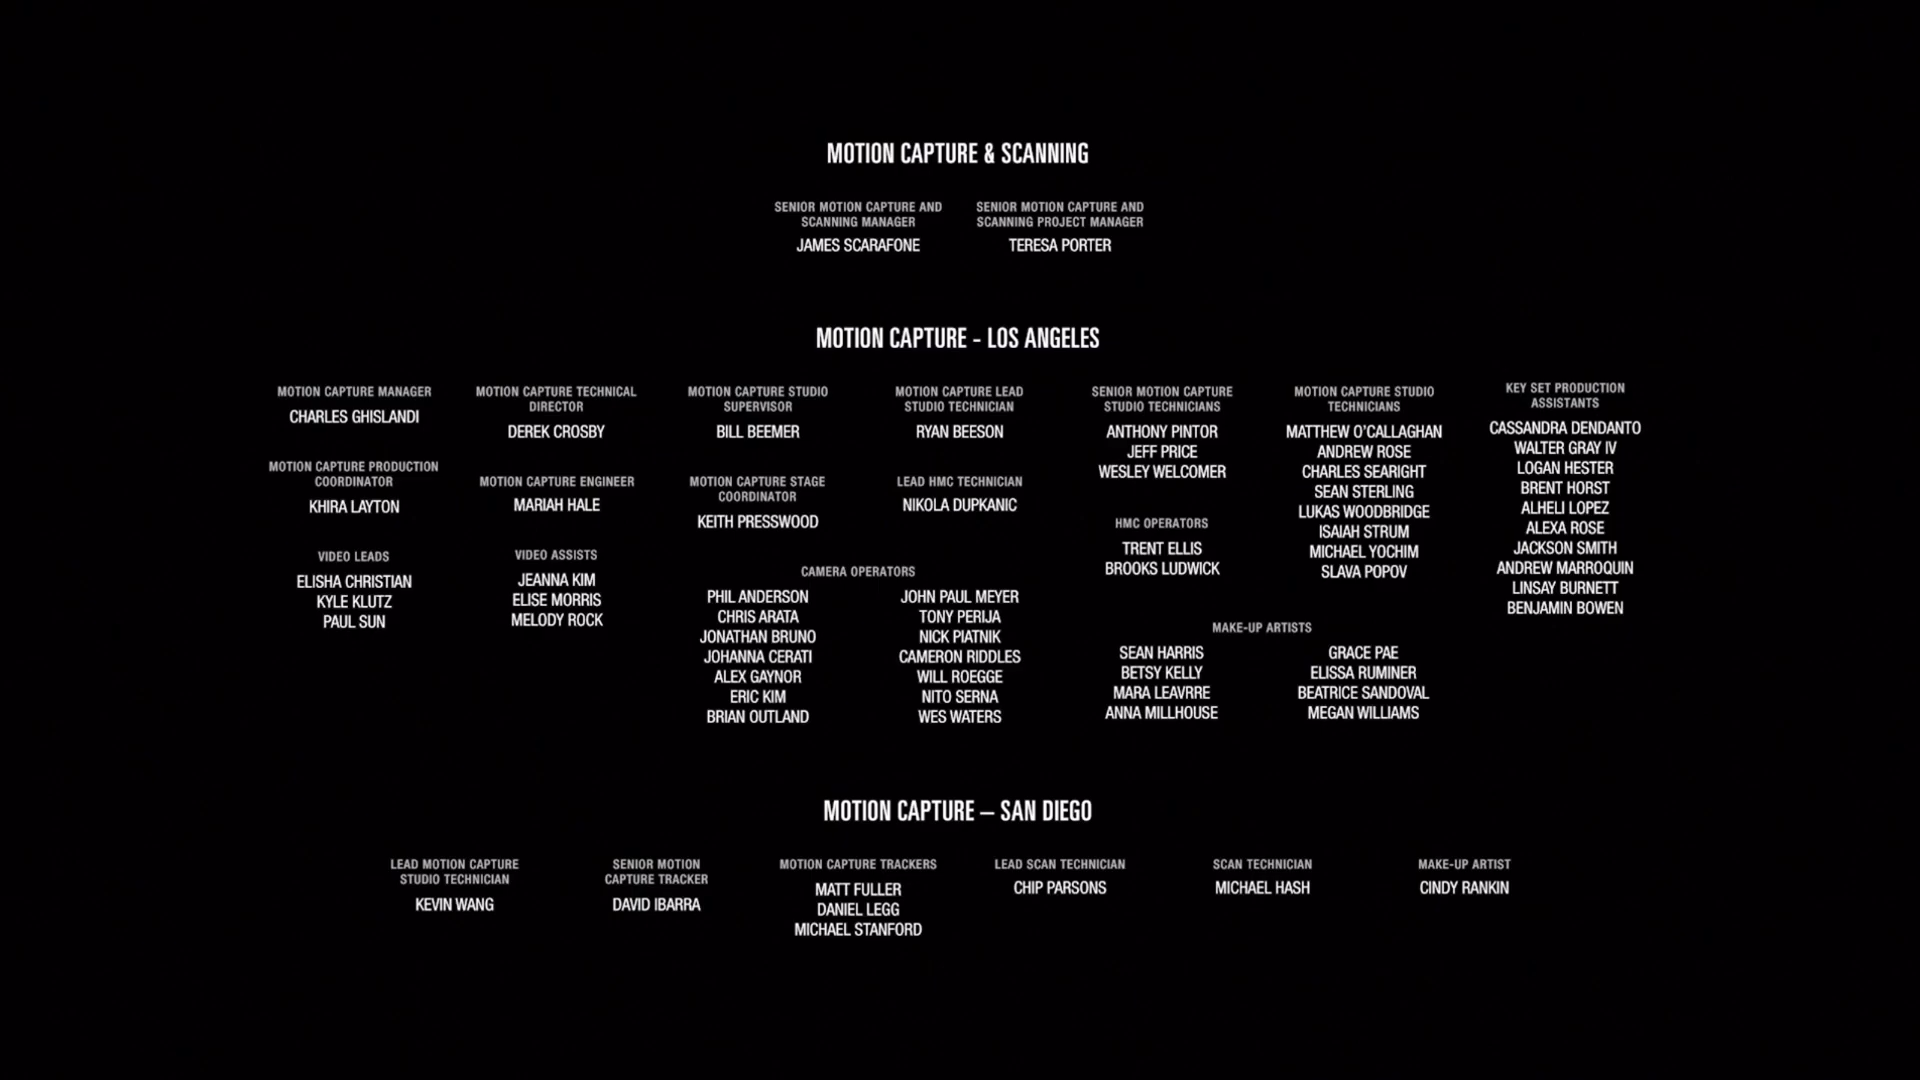 MOTION CAPTURE & SCANNING
SENIOR MOTION CAPTURE AND
SCANNING MANAGER
JAMES SCARAFONE
SENIOR MOTION CAPTURE AND
SCANNING PROJECT MANAGER
TERESA PORTER
MOTION CAPTURE - LOS ANGELES
MOTION CAPTURE MANAGER
CHARLES GHISLANDI
MOTION CAPTURE PRODUCTION
COORDINATOR
KHIRA LAYTON
VIDEO LEADS
ELISHA CHRISTIAN
KYLE KLUTZ
PAUL SUN
MOTION CAPTURE TECHNICAL
DIRECTOR
DEREK CROSBY
MOTION CAPTURE ENGINEER
MARIAH HALE
VIDEO ASSISTS
JEANNA KIM
ELISE MORRIS
MELODY ROCK
MOTION CAPTURE STUDIO
SUPERVISOR
BILL BEEMER
MOTION CAPTURE STAGE
COORDINATOR
KEITH PRESSWOOD
MOTION CAPTURE LEAD
STUDIO TECHNICIAN
RYAN BEESON
LEAD HMC TECHNICIAN
NIKOLA DUPKANIC
CAMERA OPERATORS
PHIL ANDERSON
CHRIS ARATA
JONATHAN BRUNO
JOHANNA CERATI
ALEX GAYNOR
ERIC KIM
BRIAN OUTLAND
JOHN PAUL MEYER
TONY PERIJA
NICK PIATNIK
CAMERON RIDDLES
WILL ROEGGE
NITO SERNA
WES WATERS
SENIOR MOTION CAPTURE
STUDIO TECHNICIANS
ANTHONY PINTOR
JEFF PRICE
WESLEY WELCOMER
HMC OPERATORS
TRENT ELLIS
BROOKS LUDWICK
MOTION CAPTURE STUDIO
TECHNICIANS
MATTHEW O'CALLAGHAN
ANDREW ROSE
CHARLES SEARIGHT
SEAN STERLING
LUKAS WOODBRIDGE
ISAIAH STRUM
MICHAEL YOCHIM
SLAVA POPOV
MAKE-UP ARTISTS
SEAN HARRIS
BETSY KELLY
MARA LEAVRRE
ANNA MILLHOUSE
GRACE PAE
ELISSA RUMINER
BEATRICE SANDOVAL
MEGAN WILLIAMS
KEY SET PRODUCTION
ASSISTANTS
CASSANDRA DENDANTO
WALTER GRAY IV
LOGAN HESTER
BRENT HORST
ALHELI LOPEZ
ALEXA ROSE
JACKSON SMITH
ANDREW MARROQUIN
LINSAY BURNETT
BENJAMIN BOWEN
MOTION CAPTURE – SAN DIEGO
LEAD MOTION CAPTURE
STUDIO TECHNICIAN
KEVIN WANG
SENIOR MOTION
CAPTURE TRACKER
DAVID IBARRA
MOTION CAPTURE TRACKERS
MATT FULLER
DANIEL LEGG
MICHAEL STANFORD
LEAD SCAN TECHNICIAN
CHIP PARSONS
SCAN TECHNICIAN
MICHAEL HASH
MAKE-UP ARTIST
CINDY RANKIN